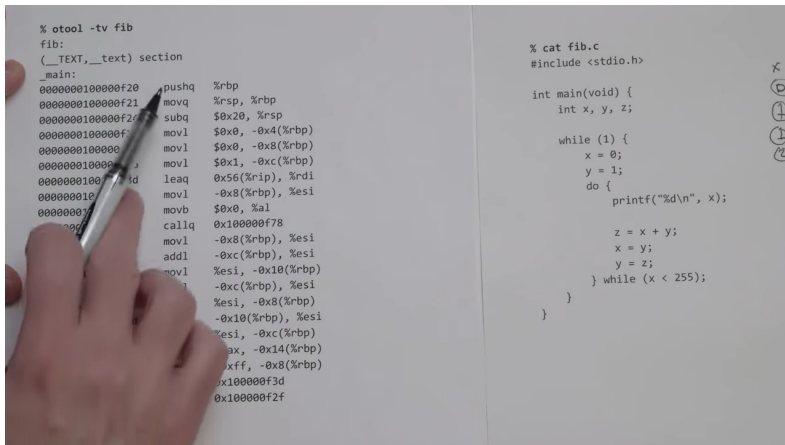 % otool -tv fib
fib:
(__TEXT,__text) section
_main:
0000000100000f20 pushq %rbp
0000000100000f21 movq %rsp, %rbp
0000000100000f24 subq $0x20, %rsp
movl $0x0, -0x4(%rbp)
movl $0x0, -0x8(%rbp)
movl $0x1, -0xc(%rbp)
leaq 0x56(%rip), %rdi
movl -0x8(%rbp), %esi
movb $0x0, %al
callq 0x100000f78
movl -0x8(%rbp), %esi
addl -0xc(%rbp), %esi
movl %esi, -0x10(%rbp)
-0xc(%rbp), %esi
%esi, -0x8(%rbp)
-0x10(%rbp), %esi
%esi, -0xc(%rbp)
-0x14(%rbp)
-0x8(%rbp)
0x100000f3d
0x100000f2f
% cat fib.c
#include <stdio.h>
int main(void) {
int x, y, z;
while (1) {
x = 0;
y = 1;
do {
printf("%d\n", x);
z = x + y;
x = y;
y = z;
} while (x < 255);
}
}
x